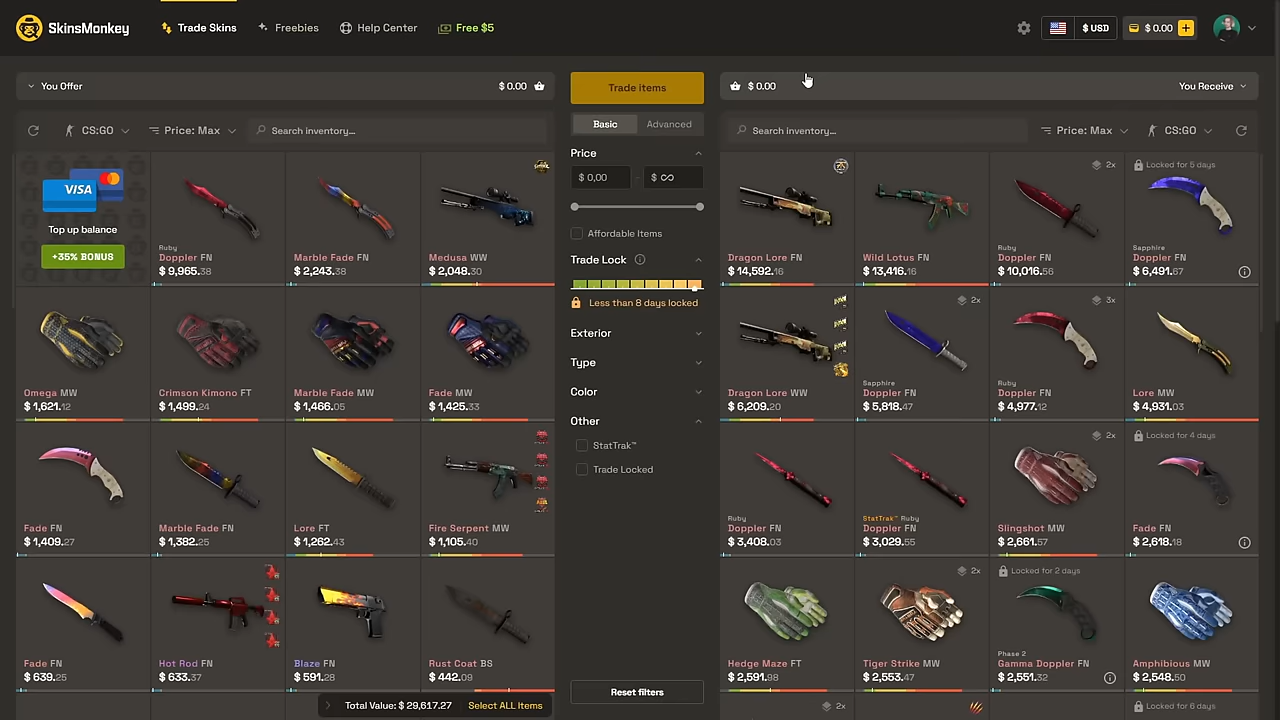 SkinsMonkey
Trade Skins
Freebies
Help Center
Free $5
$ USD
$ 0.00
You Offer
$ 0.00
Trade items
$ 0.00
You Receive
CS:GO
Price: Max
Search inventory...
Basic
Advanced
Search inventory...
Price: Max
CS:GO
VISA
Top up balance
+35% BONUS
Ruby
Doppler FN
$ 9,965.38
Marble Fade FN
$ 2,243.38
Medusa WW
$ 2,048.30
Omega MW
$ 1,621.12
Crimson Kimono FT
$ 1,499.24
Marble Fade MW
$ 1,466.05
Fade MW
$ 1,425.33
Fade FN
$ 1,409.27
Marble Fade FN
$ 1,382.25
Lore FT
$ 1,262.43
Fire Serpent MW
$ 1,105.40
Fade FN
$ 639.25
Hot Rod FN
$ 633.37
Blaze FN
$ 591.28
Rust Coat BS
$ 442.09
Total Value: $ 29,617.27
Select ALL Items
Price
$ 0,00
-
$ ∞
Affordable Items
Trade Lock
Less than 8 days locked
Exterior
Type
Color
Other
StatTrak™
Trade Locked
Reset filters
Dragon Lore FN
$ 14,592.16
Wild Lotus FN
$ 13,416.16
2x
Ruby
Doppler FN
$ 10,016.56
Locked for 5 days
Sapphire
Doppler FN
$ 6,491.67
Dragon Lore WW
$ 6,209.20
2x
Sapphire
Doppler FN
$ 5,818.47
3x
Ruby
Doppler FN
$ 4,977.12
Lore MW
$ 4,931.03
Ruby
Doppler FN
$ 3,408.03
StatTrak™ Ruby
Doppler FN
$ 3,029.55
2x
Slingshot MW
$ 2,661.57
Locked for 4 days
Fade FN
$ 2,618.18
Hedge Maze FT
$ 2,591.98
2x
Tiger Strike MW
$ 2,553.47
Locked for 2 days
Phase 2
Gamma Doppler FN
$ 2,551.32
Amphibious MW
$ 2,548.50
2x
Locked for 6 days